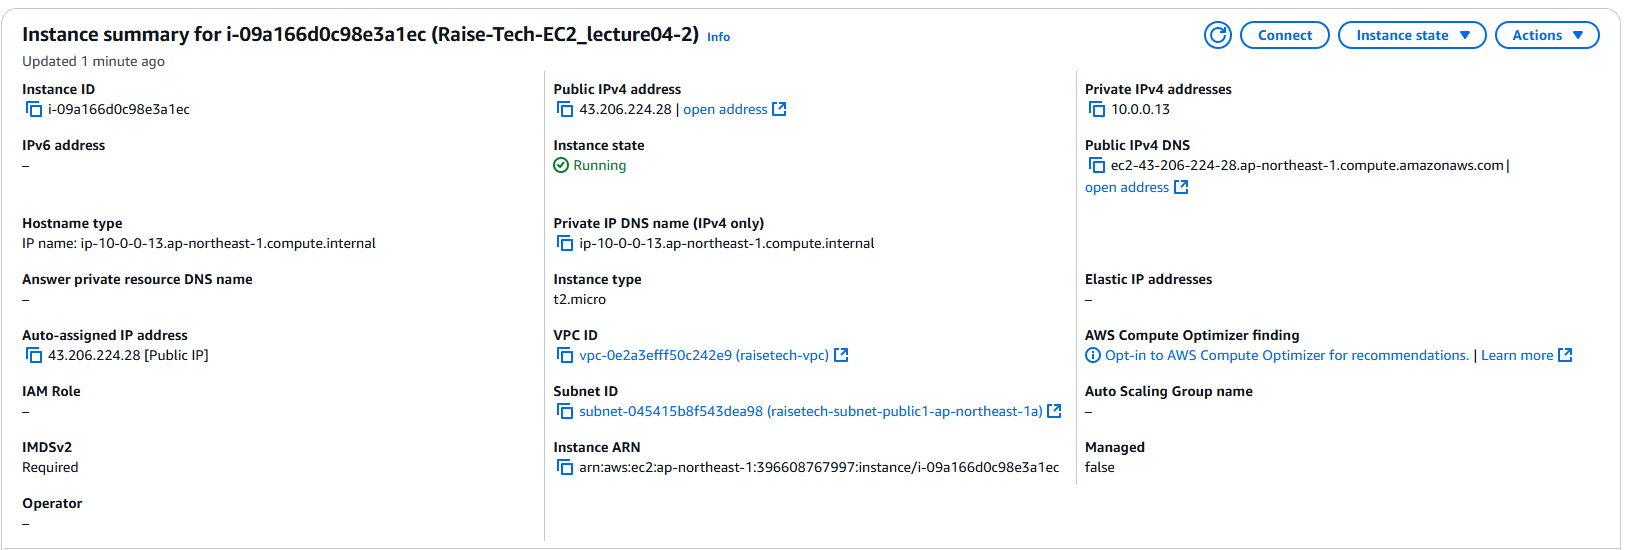 Instance summary for i-09a166d0c98e3a1ec (Raise-Tech-EC2_lecture04-2) Info
Connect
Instance state
Actions
Updated 1 minute ago
Instance ID
i-09a166d0c98e3a1ec
Public IPv4 address
43.206.224.28 | open address
Private IPv4 addresses
10.0.0.13
IPv6 address
–
Instance state
Running
Public IPv4 DNS
ec2-43-206-224-28.ap-northeast-1.compute.amazonaws.com |
open address
Hostname type
IP name: ip-10-0-0-13.ap-northeast-1.compute.internal
Private IP DNS name (IPv4 only)
ip-10-0-0-13.ap-northeast-1.compute.internal
Answer private resource DNS name
–
Instance type
t2.micro
Elastic IP addresses
–
Auto-assigned IP address
43.206.224.28 [Public IP]
VPC ID
vpc-0e2a3efff50c242e9 (raisetech-vpc)
AWS Compute Optimizer finding
Opt-in to AWS Compute Optimizer for recommendations. | Learn more
IAM Role
–
Subnet ID
subnet-045415b8f543dea98 (raisetech-subnet-public1-ap-northeast-1a)
Auto Scaling Group name
–
IMDSv2
Required
Instance ARN
arn:aws:ec2:ap-northeast-1:396608767997:instance/i-09a166d0c98e3a1ec
Managed
false
Operator
–